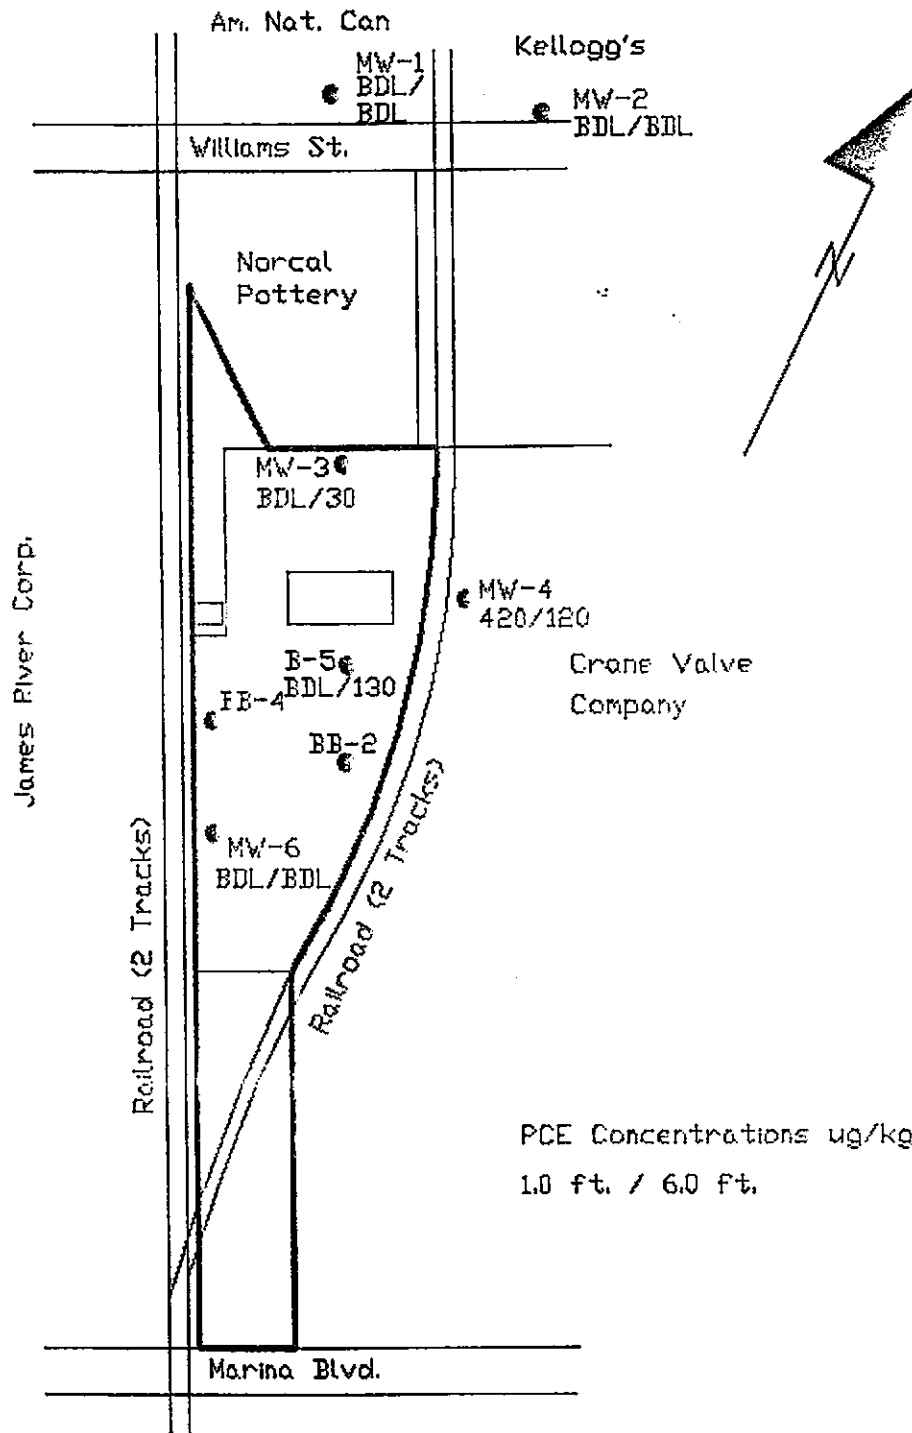 Am. Nat. Can
Kellogg's
MW-1
BDL/
BDL
MW-2
BDL/BDL
Williams St.
N
Norcal
Pottery
MW-3
BDL/30
MW-4
420/120
James River Corp.
B-5
BDL/130
Crane Valve
Company
BB-4
BB-2
MW-6
BDL/BDL
Railroad (2 Tracks)
Railroad (2 Tracks)
PCE Concentrations ug/kg
1.0 ft. / 6.0 ft.
Marina Blvd.